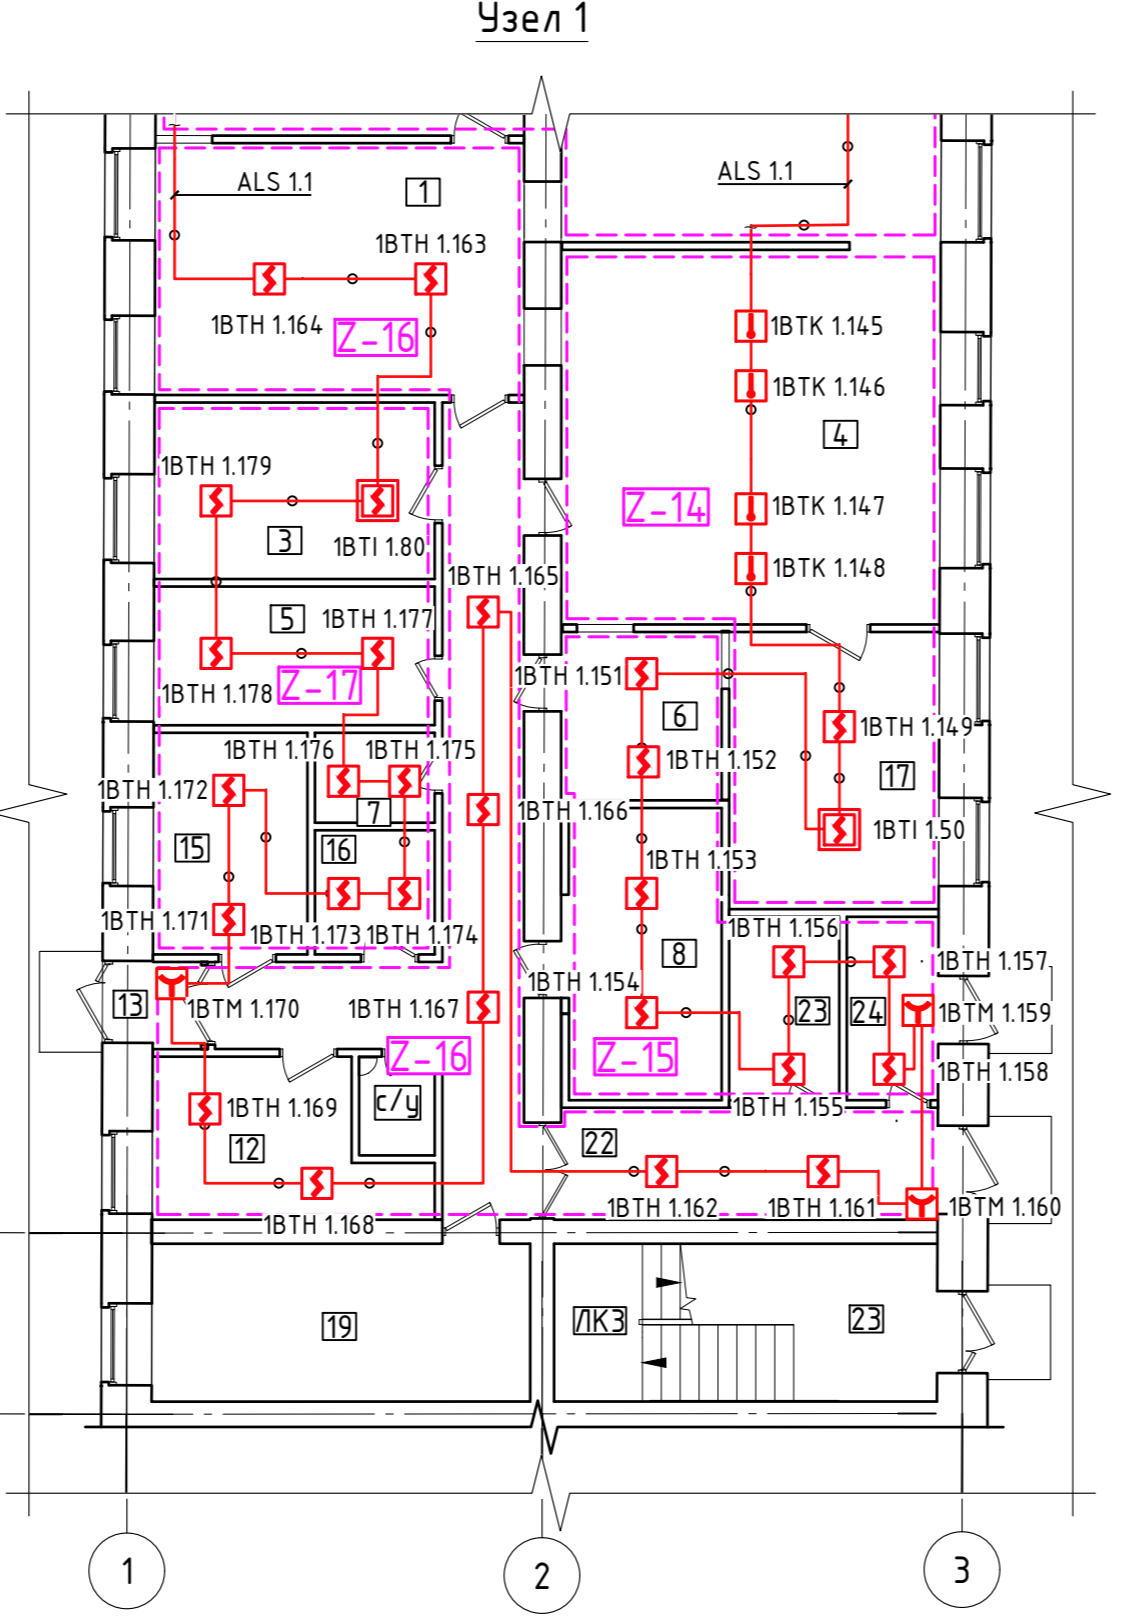 Узел 1
ALS 1.1
ALS 1.1
1
1ВТН 1.163
1ВТН 1.164
Z-16
1ВТК 1.145
1ВТК 1.146
4
1ВТН 1.179
Z-14
1ВТК 1.147
3
1BTI 1.80
1ВТК 1.148
1ВТН 1.165
5
1ВТН 1.177
1ВТН 1.151
1ВТН 1.178
Z-17
6
1ВТН 1.149
1ВТН 1.176
1ВТН 1.175
1ВТН 1.152
17
1ВТН 1.172
7
1ВТН 1.166
1BTI 1.50
15
16
1ВТН 1.153
1ВТН 1.171
1ВТН 1.173
1ВТН 1.174
1ВТН 1.156
8
1ВТН 1.157
1ВТН 1.154
13
1ВТМ 1.170
1ВТН 1.167
23
24
1ВТМ 1.159
Z-16
Z-15
1ВТН 1.158
1ВТН 1.169
с/у
1ВТН 1.155
12
22
1ВТН 1.168
1ВТН 1.162
1ВТН 1.161
1ВТМ 1.160
19
ЛК3
23
1
2
3